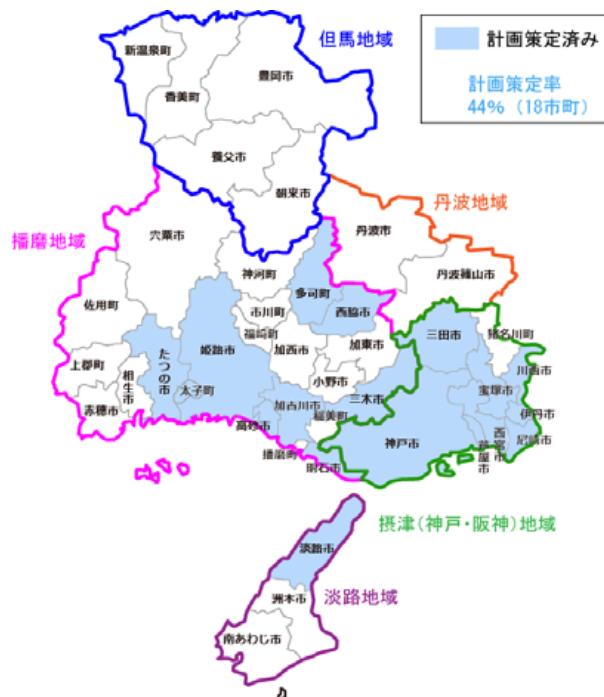 但馬地域
計画策定済み
計画策定率
44%（18市町）
新温泉町
豊岡市
香美町
養父市
朝来市
丹波地域
播磨地域
宍粟市
丹波市
神河町
丹波篠山市
多可町
佐用町
市川町
西脇市
三田市
猪名川町
福崎町
加西市
加東市
姫路市
たつの市
上郡町
相生市
太子町
小野市
川西市
宝塚市
赤穂市
加古川市
三木市
稲美町
伊丹市
高砂市
神戸市
西宮市
芦屋市
尼崎市
播磨町
明石市
摂津（神戸・阪神）地域
淡路市
洲本市
淡路地域
南あわじ市